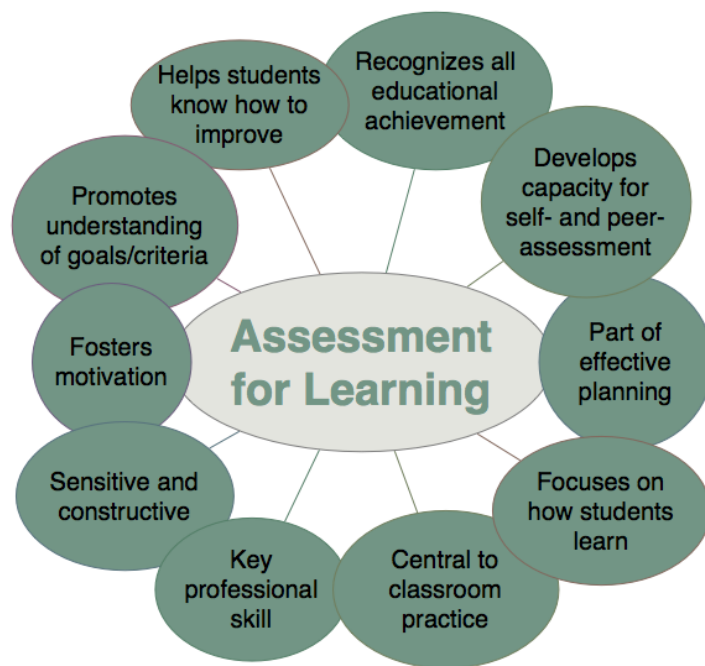 Assessment
for Learning
Recognizes all
educational
achievement
Develops
capacity for
self- and peer-
assessment
Part of
effective
planning
Focuses on
how students
learn
Central to
classroom
practice
Key
professional
skill
Sensitive and
constructive
Fosters
motivation
Promotes
understanding
of goals/criteria
Helps students
know how to
improve